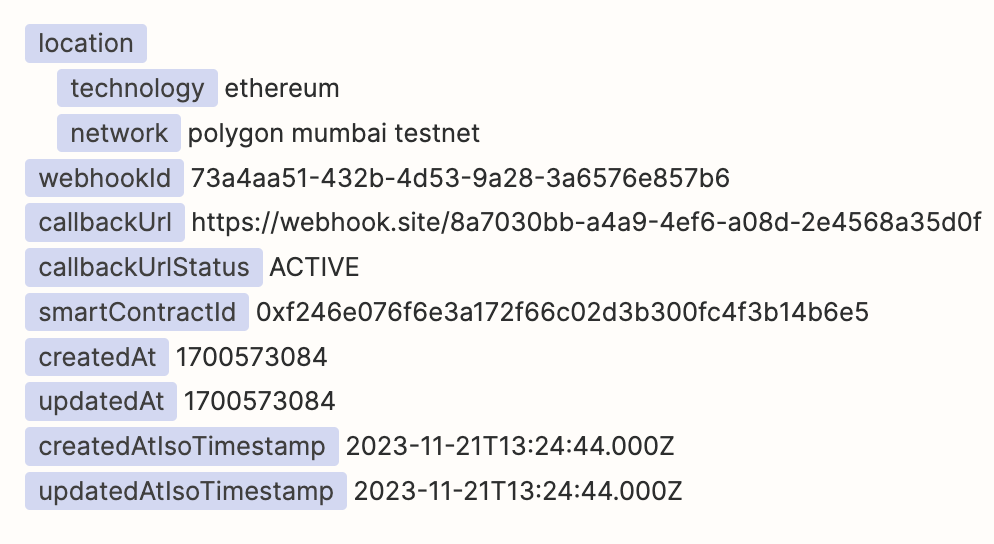 location
technology ethereum
network polygon mumbai testnet
webhookId 73a4aa51-432b-4d53-9a28-3a6576e857b6
callbackUrl https://webhook.site/8a7030bb-a4a9-4ef6-a08d-2e4568a35d0f
callbackUrlStatus ACTIVE
smartContractId 0xf246e076f6e3a172f66c02d3b300fc4f3b14b6e5
createdAt 1700573084
updatedAt 1700573084
createdAtIsoTimestamp 2023-11-21T13:24:44.000Z
updatedAtIsoTimestamp 2023-11-21T13:24:44.000Z